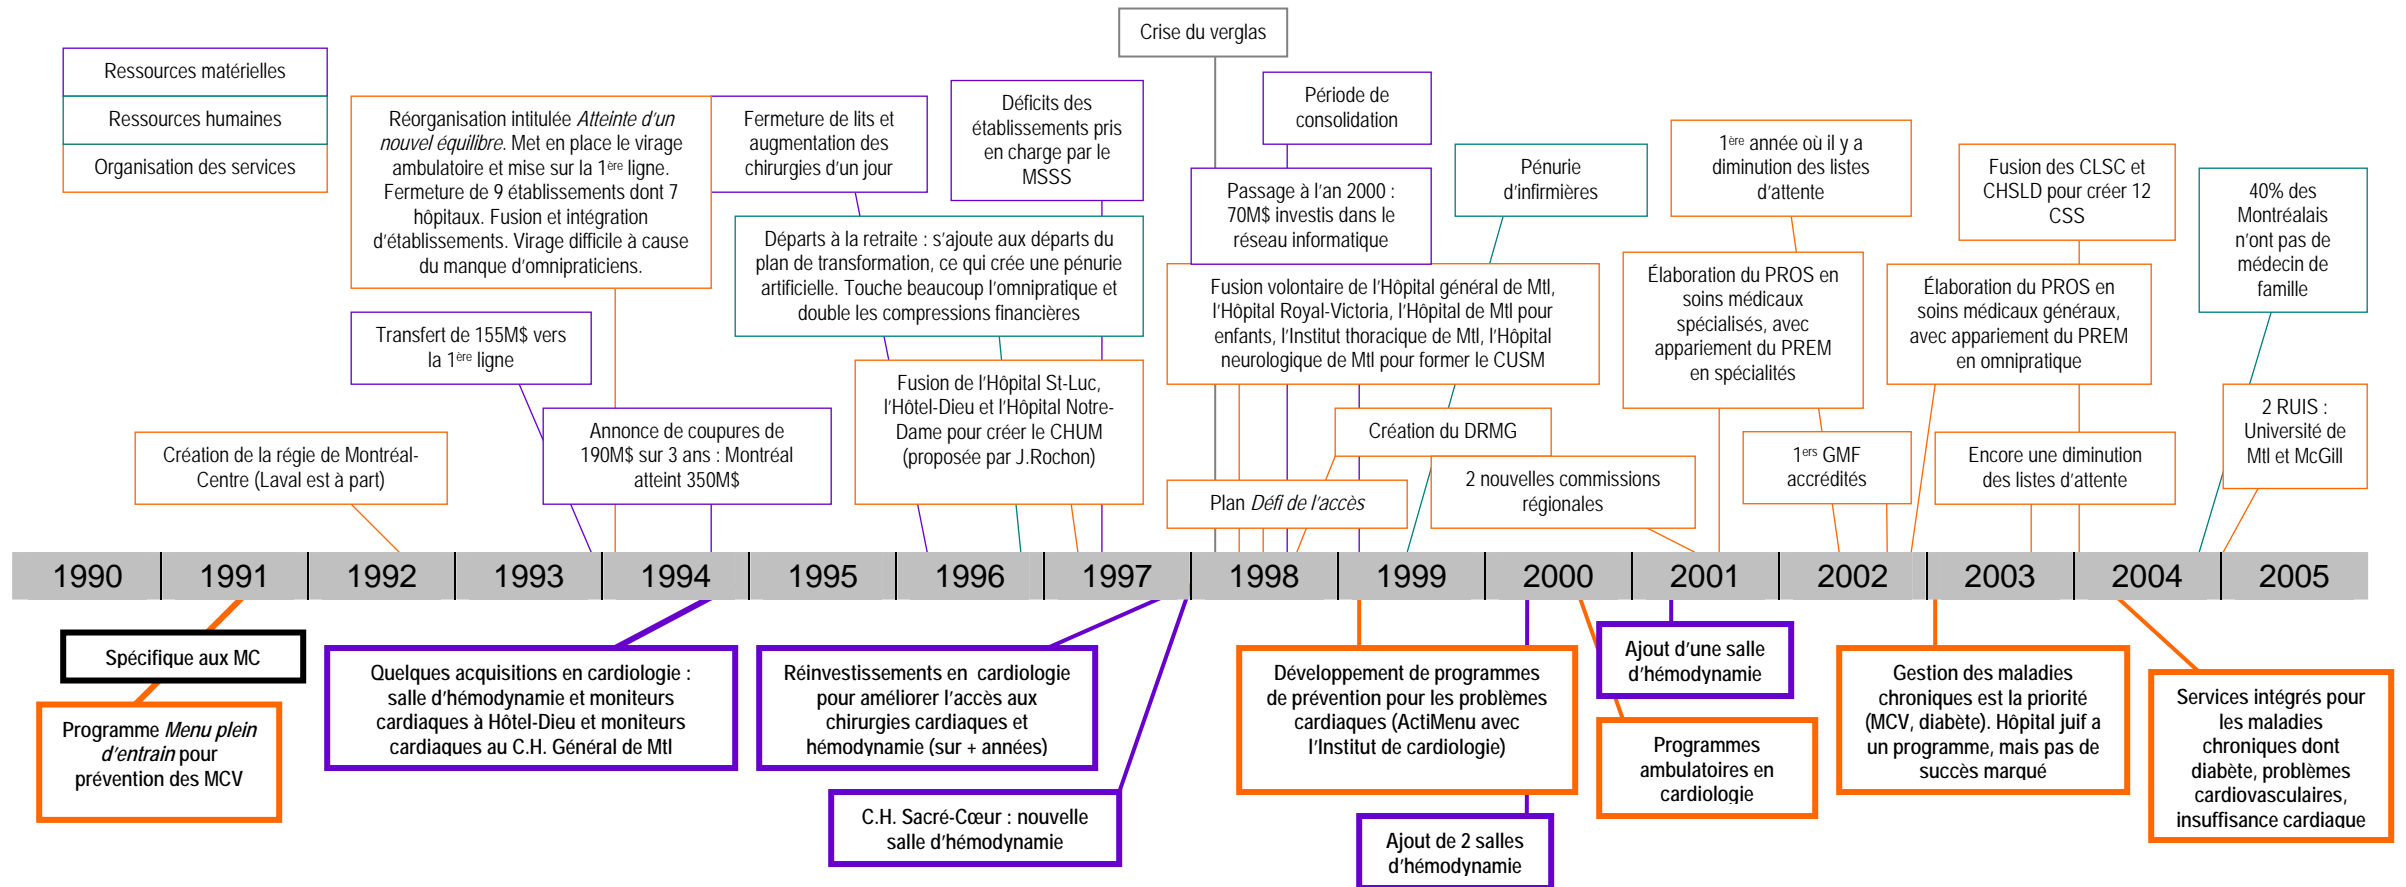 Crise du verglas
Ressources matérielles
Ressources humaines
Organisation des services
Réorganisation intitulée Atteinte d'un
nouvel équilibre. Met en place le virage
ambulatoire et mise sur la 1ère ligne.
Fermeture de 9 établissements dont 7
hôpitaux. Fusion et intégration
d'établissements. Virage difficile à cause
du manque d'omnipraticiens.
Fermeture de lits et
augmentation des
chirurgies d'un jour
Déficits des
établissements pris
en charge par le
MSSS
Période de
consolidation
Passage à l'an 2000 :
70M$ investis dans le
réseau informatique
Pénurie
d'infirmières
1ère année où il y a
diminution des listes
d'attente
Fusion des CLSC et
CHSLD pour créer 12
CSS
40% des
Montréalais
n'ont pas de
médecin de
famille
Départs à la retraite : s'ajoute aux départs du
plan de transformation, ce qui crée une pénurie
artificielle. Touche beaucoup l'omnipratique et
double les compressions financières
Fusion volontaire de l'Hôpital général de Mtl,
l'Hôpital Royal-Victoria, l'Hôpital de Mtl pour
enfants, l'Institut thoracique de Mtl, l'Hôpital
neurologique de Mtl pour former le CUSM
Élaboration du PROS en
soins médicaux
spécialisés, avec
appariement du PREM
en spécialités
Élaboration du PROS en
soins médicaux généraux,
avec appariement du PREM
en omnipratique
Transfert de 155M$ vers
la 1ère ligne
Fusion de l'Hôpital St-Luc,
l'Hôtel-Dieu et l'Hôpital Notre-
Dame pour créer le CHUM
(proposée par J.Rochon)
Création de la régie de Montréal-
Centre (Laval est à part)
Annonce de coupures de
190M$ sur 3 ans : Montréal
atteint 350M$
Création du DRMG
2 nouvelles commissions
régionales
Plan Défi de l'accès
1ers GMF
accrédités
Encore une diminution
des listes d'attente
2 RUIS :
Université de
Mtl et McGill
1990 1991 1992 1993 1994 1995 1996 1997 1998 1999 2000 2001 2002 2003 2004 2005
Spécifique aux MC
Programme Menu plein
d'entrain pour
prévention des MCV
Quelques acquisitions en cardiologie :
salle d'hémodynamie et moniteurs
cardiaques à Hôtel-Dieu et moniteurs
cardiaques au C.H. Général de Mtl
Réinvestissements en cardiologie
pour améliorer l'accès aux
chirurgies cardiaques et
hémodynamie (sur + années)
C.H. Sacré-Cœur : nouvelle
salle d'hémodynamie
Développement de programmes
de prévention pour les problèmes
cardiaques (ActiMenu avec
l'Institut de cardiologie)
Ajout de 2 salles
d'hémodynamie
Ajout d'une salle
d'hémodynamie
Programmes
ambulatoires en
cardiologie
Gestion des maladies
chroniques est la priorité
(MCV, diabète). Hôpital juif a
un programme, mais pas de
succès marqué
Services intégrés pour
les maladies
chroniques dont
diabète, problèmes
cardiovasculaires,
insuffisance cardiaque